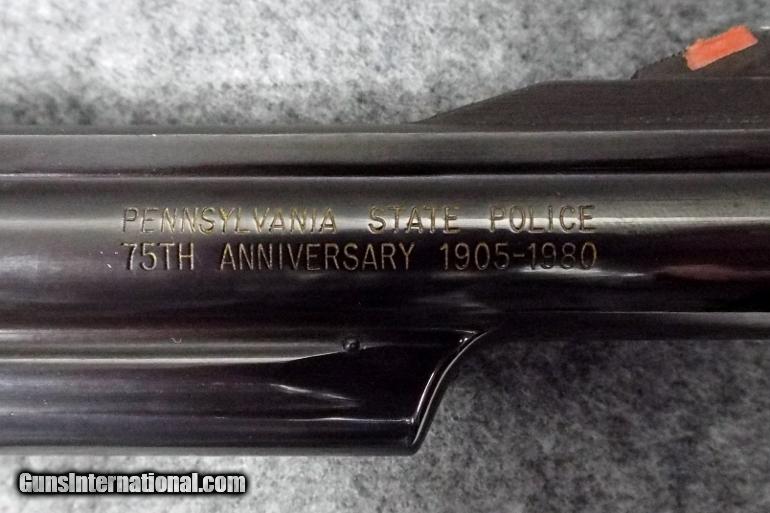 PENNSYLVANIA STATE POLICE
75TH ANNIVERSARY 1905-1980
GunsInternational.com